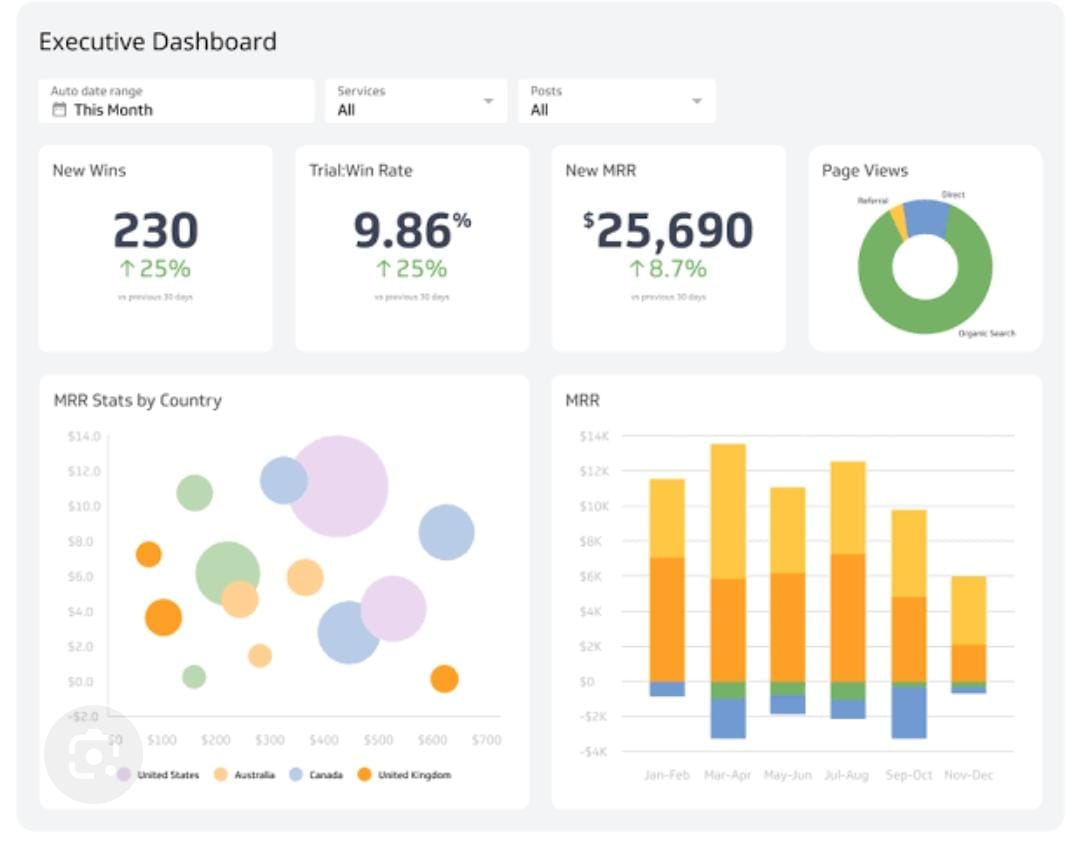 Executive Dashboard
Auto date range
This Month
Services
All
Posts
All
New Wins
230
↑25%
vs previous 30 days
Trial:Win Rate
9.86%
↑25%
vs previous 30 days
New MRR
$25,690
↑8.7%
vs previous 30 days
Page Views
Referral
Direct
Organic Search
MRR Stats by Country
$14.0
$12.0
$10.0
$8.0
$6.0
$4.0
$2.0
$0.0
-$2.0
$0 $100 $200 $300 $400 $500 $600 $700
United States Australia Canada United Kingdom
MRR
$14K
$12K
$10K
$8K
$6K
$4K
$2K
$0
-$2K
-$4K
Jan-Feb Mar-Apr May-Jun Jul-Aug Sep-Oct Nov-Dec